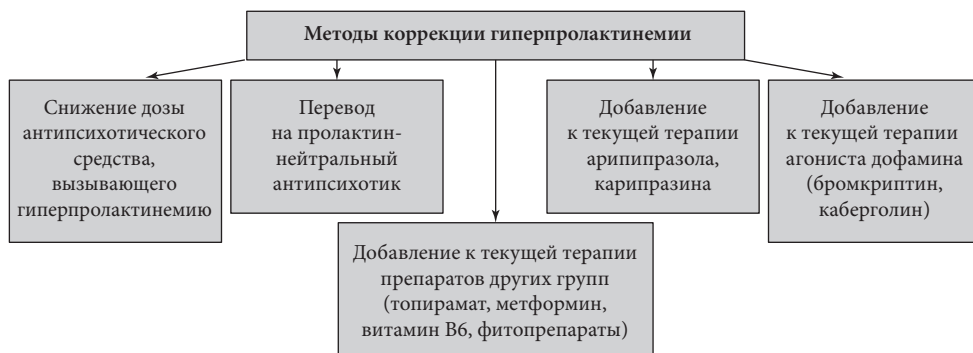 Методы коррекции гиперпролактинемии
Снижение дозы
антипсихотического
средства,
вызывающего
гиперпролактинемию
Перевод
на пролактин-
нейтральный
антипсихотик
Добавление к текущей терапии
препаратов других групп
(топирамат, метформин,
витамин В6, фитопрепараты)
Добавление
к текущей терапии
арипипразола,
карипразина
Добавление
к текущей терапии
агониста дофамина
(бромкриптин,
каберголин)